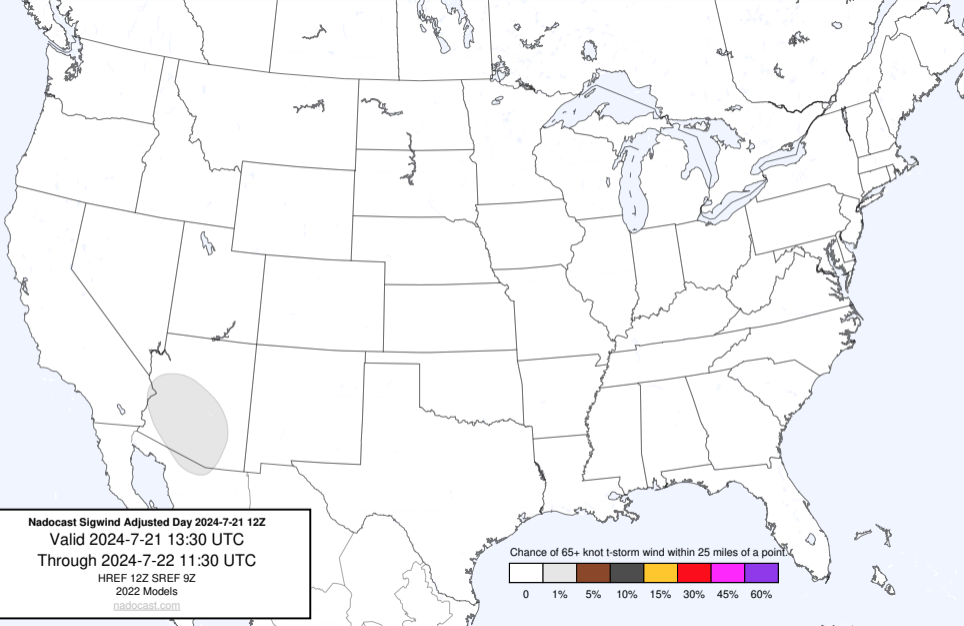 Nadocast Sigwind Adjusted Day 2024-7-21 12Z
Valid 2024-7-21 13:30 UTC
Through 2024-7-22 11:30 UTC
HREF 12Z SREF 9Z
2022 Models
nadocast.com
Chance of 65+ knot t-storm wind within 25 miles of a point.
0 1% 5% 10% 15% 30% 45% 60%